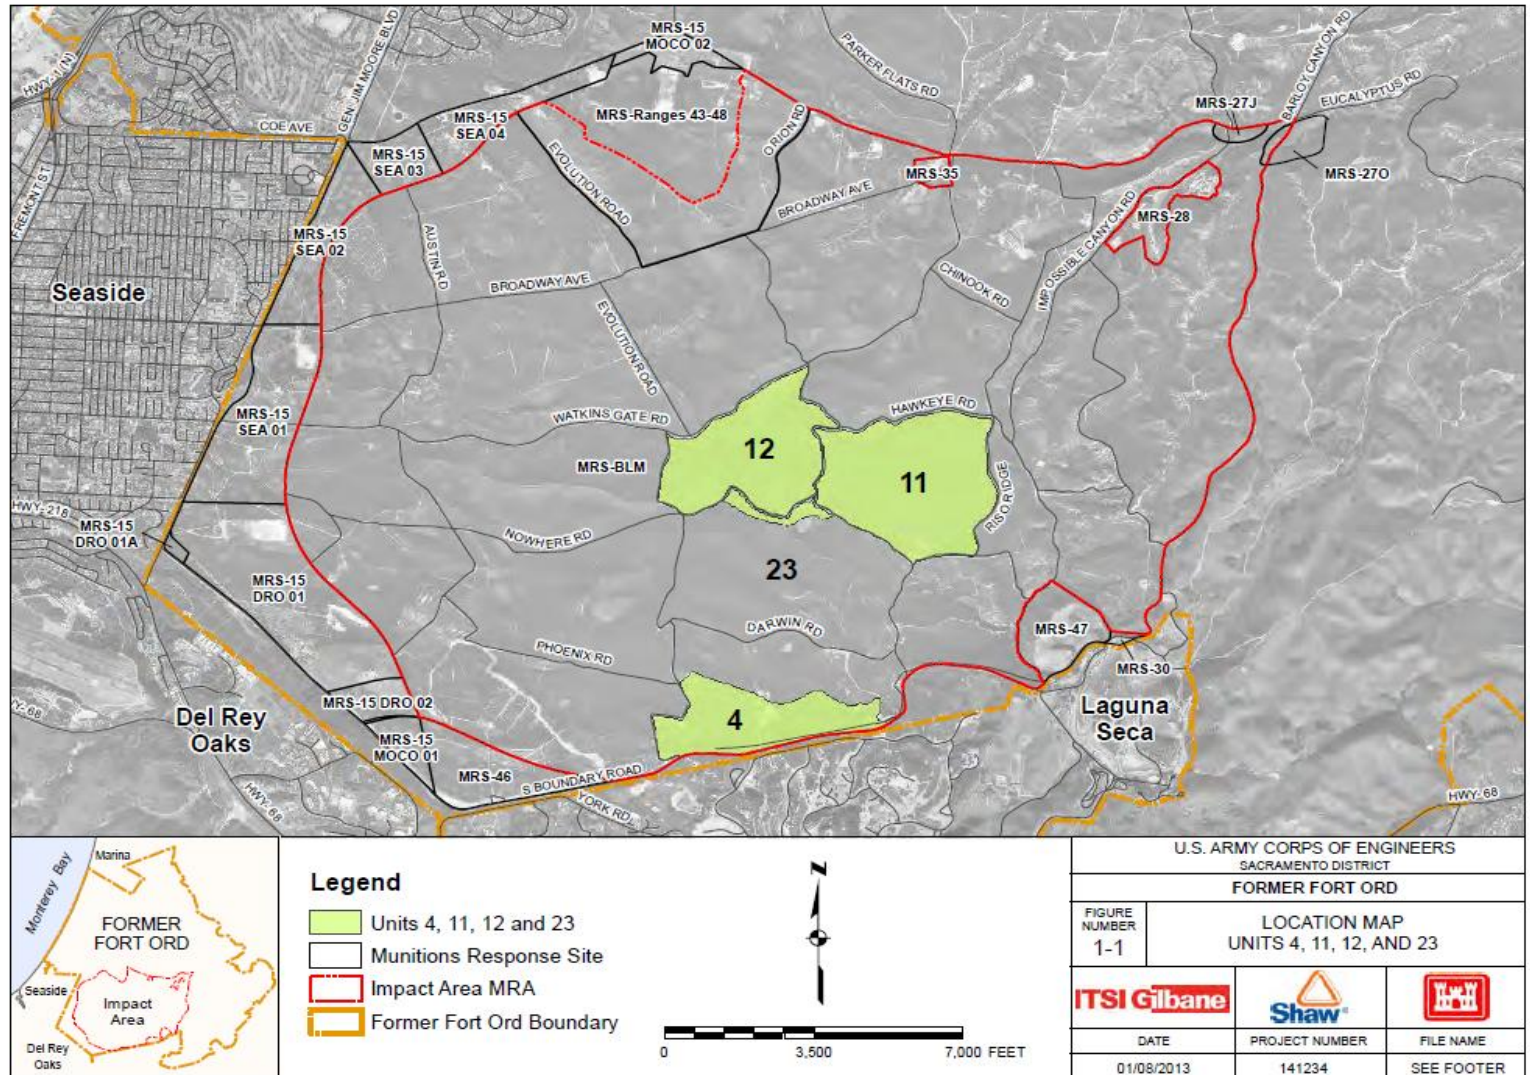 MRS-15
MOCO 02
PARKER FLATS RD
BARLOY CANYON RD
EUCALYPTUS RD
HWY-1 (N)
GEN' JIM MOORE BLVD
COE AVE
MRS-15
SEA 04
MRS-Ranges 43-48
ORION RD
MRS-27J
MRS-15
SEA 03
EVOLUTION ROAD
MRS-35
MRS-27O
FREMONT ST
BROADWAY AVE
MRS-28
MRS-15
SEA 02
AUSTIN RD
IMPOSSIBLE CANYON RD
CHINOOK RD
Seaside
BROADWAY AVE
EVOLUTION ROAD
MRS-15
SEA 01
WATKINS GATE RD
HAWKEYE RD
12
MRS-BLM
11
RISO RIDGE
HWY-218
MRS-15
DRO 01A
NOWHERE RD
23
MRS-15
DRO 01
DARWIN RD
MRS-47
PHOENIX RD
MRS-30
MRS-15 DRO 02
Y-68
Del Rey
Oaks
4
Laguna
Seca
MRS-15
MOCO 01
MRS-46
S BOUNDARY ROAD
YORK RD
HWY-68
HWY-68
Marina
Monterey Bay
FORMER
FORT ORD
Seaside
Impact
Area
Del Rey
Oaks
Legend
Units 4, 11, 12 and 23
Munitions Response Site
Impact Area MRA
Former Fort Ord Boundary
N
0 3,500 7,000 FEET
U.S. ARMY CORPS OF ENGINEERS
SACRAMENTO DISTRICT
FORMER FORT ORD
FIGURE
NUMBER
1-1
LOCATION MAP
UNITS 4, 11, 12, AND 23
ITSI Gilbane
Shaw®
DATE
PROJECT NUMBER
FILE NAME
01/08/2013
141234
SEE FOOTER